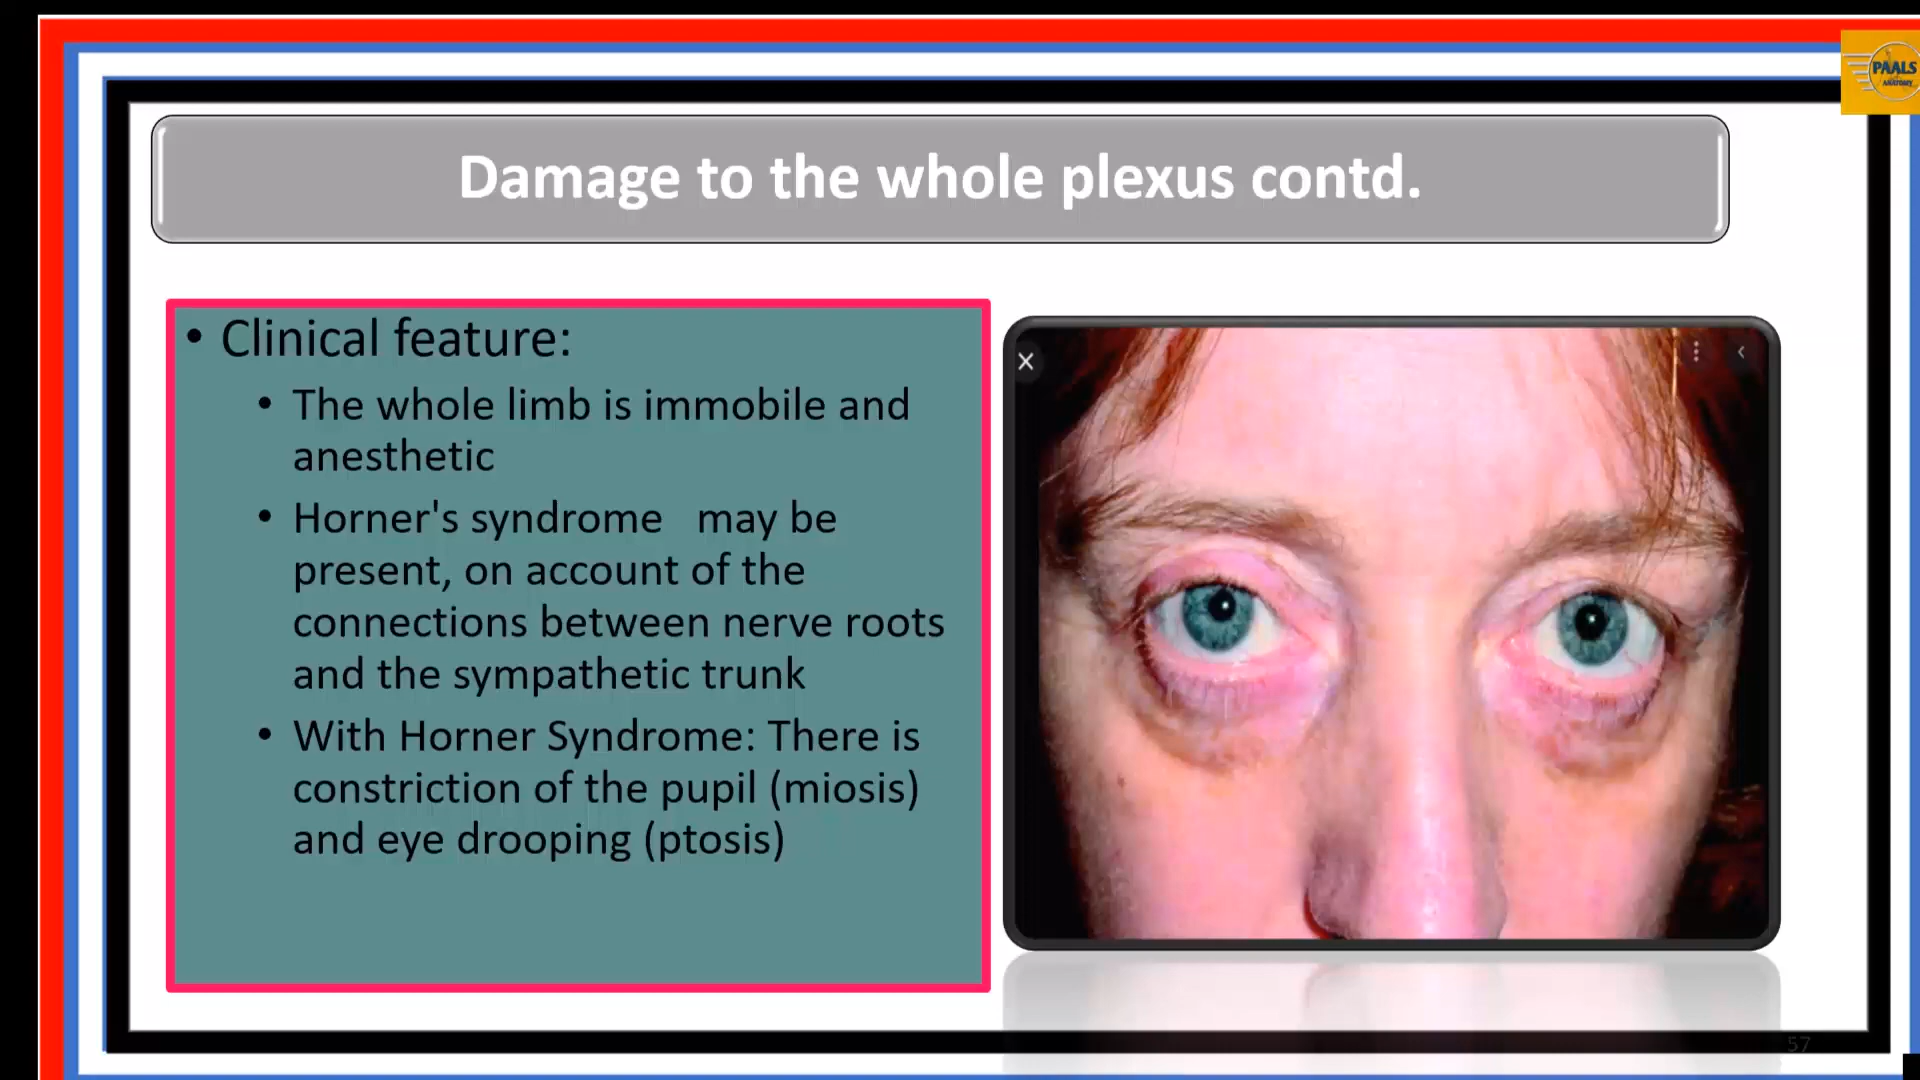 PAALS
ANATOMY
Damage to the whole plexus contd.
• Clinical feature:
• The whole limb is immobile and
anesthetic
• Horner's syndrome   may be
present, on account of the
connections between nerve roots
and the sympathetic trunk
• With Horner Syndrome: There is
constriction of the pupil (miosis)
and eye drooping (ptosis)
57